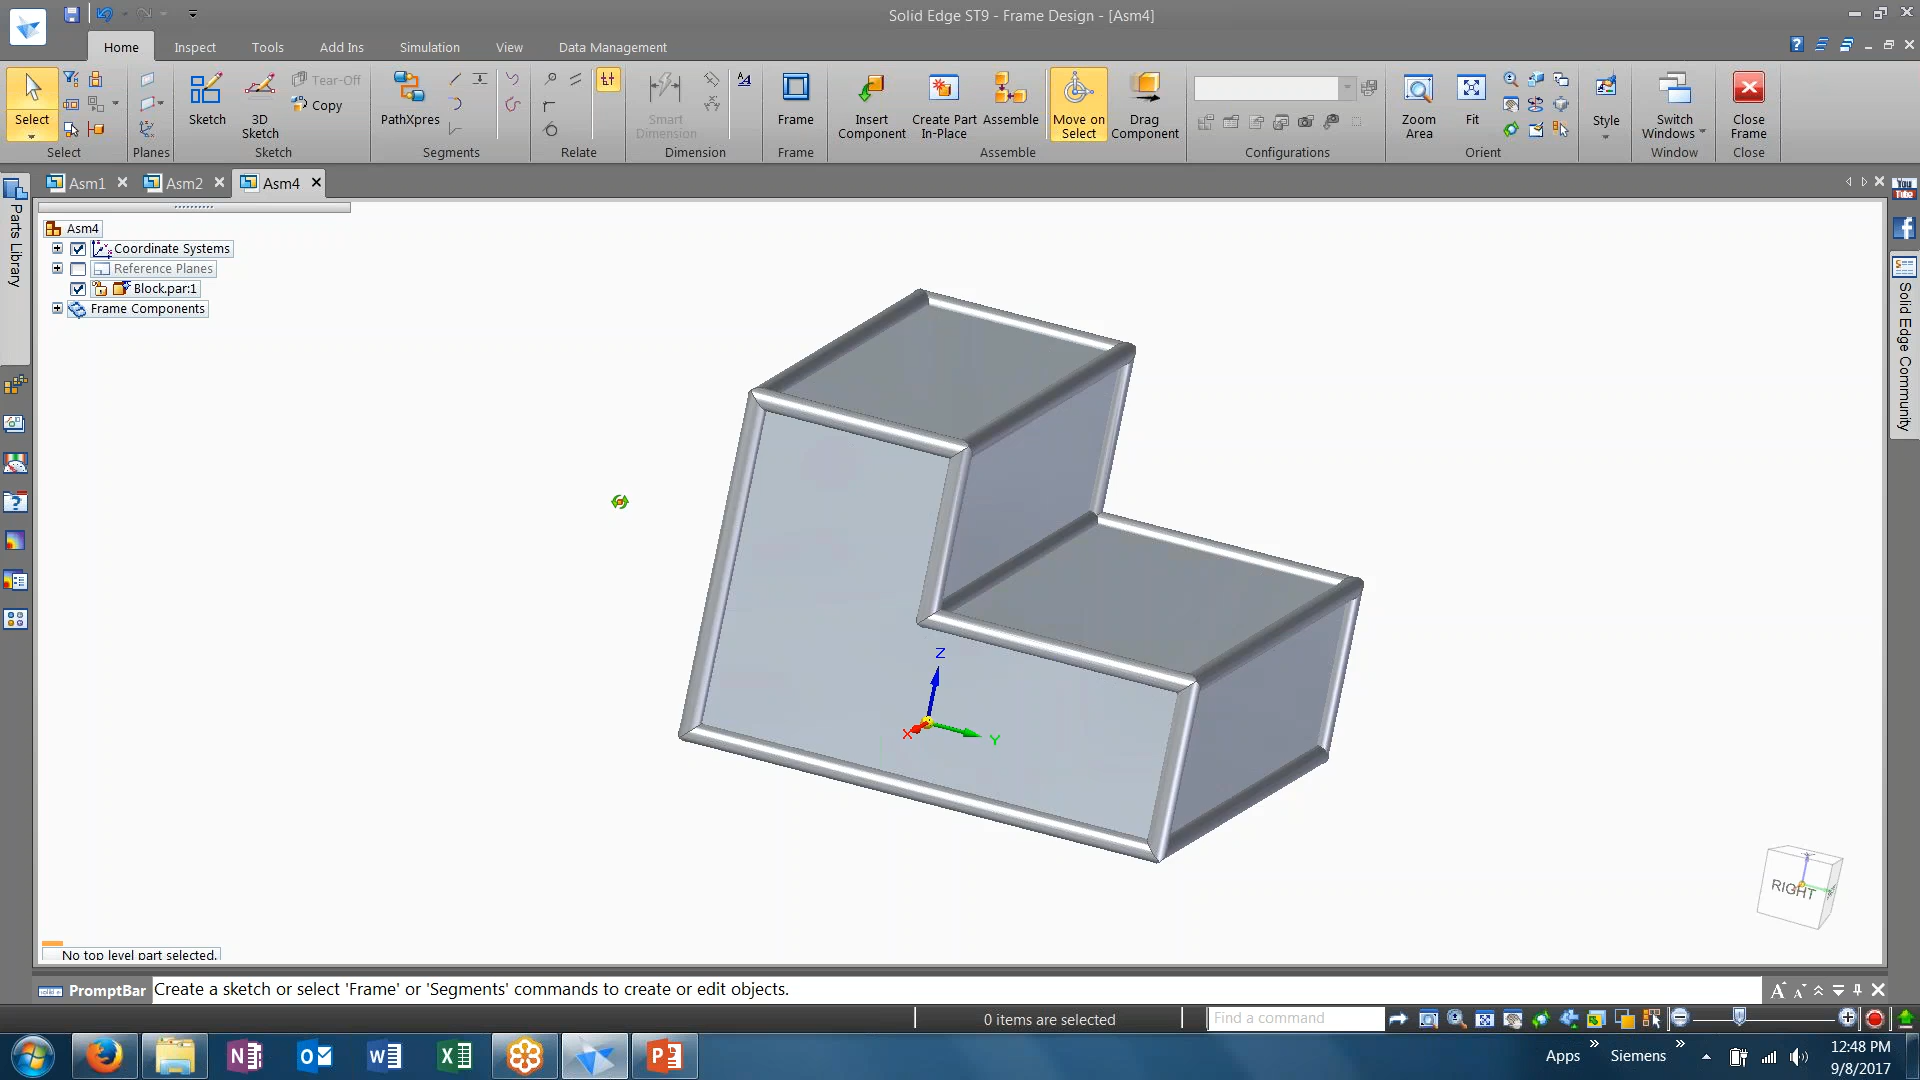 Solid Edge ST9 - Frame Design - [Asm4]
Home Inspect Tools Add Ins Simulation View Data Management
Select
Select
Planes
Sketch
3D
Sketch
Tear-Off
Copy
Sketch
PathXpres
Segments
Relate
Smart
Dimension
Dimension
Frame
Frame
Insert
Component
Create Part
In-Place
Assemble
Move on
Select
Drag
Component
Assemble
Configurations
Zoom
Area
Fit
Orient
Style
Switch
Windows
Window
Close
Frame
Close
Asm1 Asm2 Asm4
Parts Library
Asm4
Coordinate Systems
Reference Planes
Block.par:1
Frame Components
Z
X
Y
RIGHT
You
Tube
Solid Edge Community
No top level part selected.
PromptBar Create a sketch or select 'Frame' or 'Segments' commands to create or edit objects.
0 items are selected
Find a command
Apps » Siemens »
12:48 PM
9/8/2017